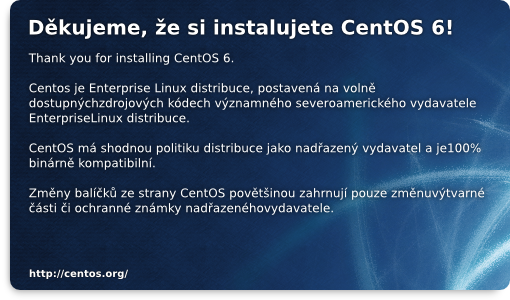 Děkujeme, že si instalujete CentOS 6!
Thank you for installing CentOS 6.
Centos je Enterprise Linux distribuce, postavená na volně
dostupnýchzdrojových kódech významného severoamerického vydavatele
EnterpriseLinux distribuce.
CentOS má shodnou politiku distribuce jako nadřazený vydavatel a je100%
binárně kompatibilní.
Změny balíčků ze strany CentOS povětšinou zahrnují pouze změnuvýtvarné
části či ochranné známky nadřazenéhovydavatele.
http://centos.org/